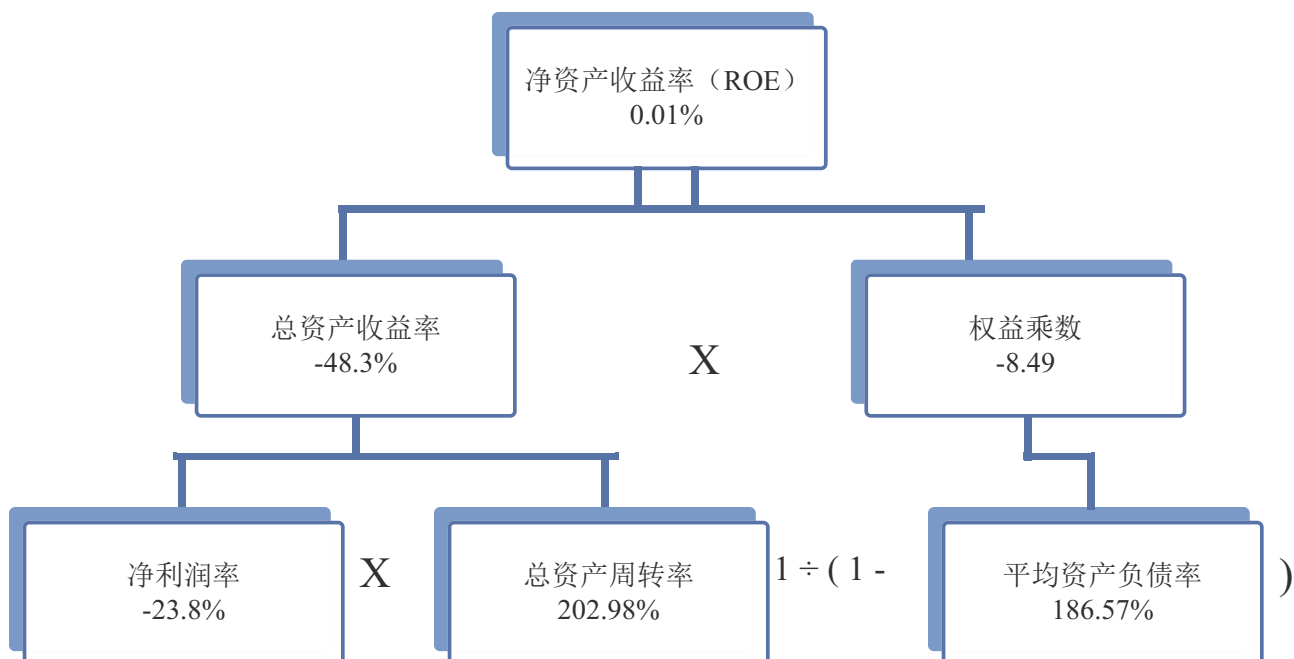 净资产收益率（ROE）
0.01%
总资产收益率
-48.3%
X
权益乘数
-8.49
净利润率
-23.8%
X
总资产周转率
202.98%
1 ÷ ( 1 -
平均资产负债率
186.57%
)